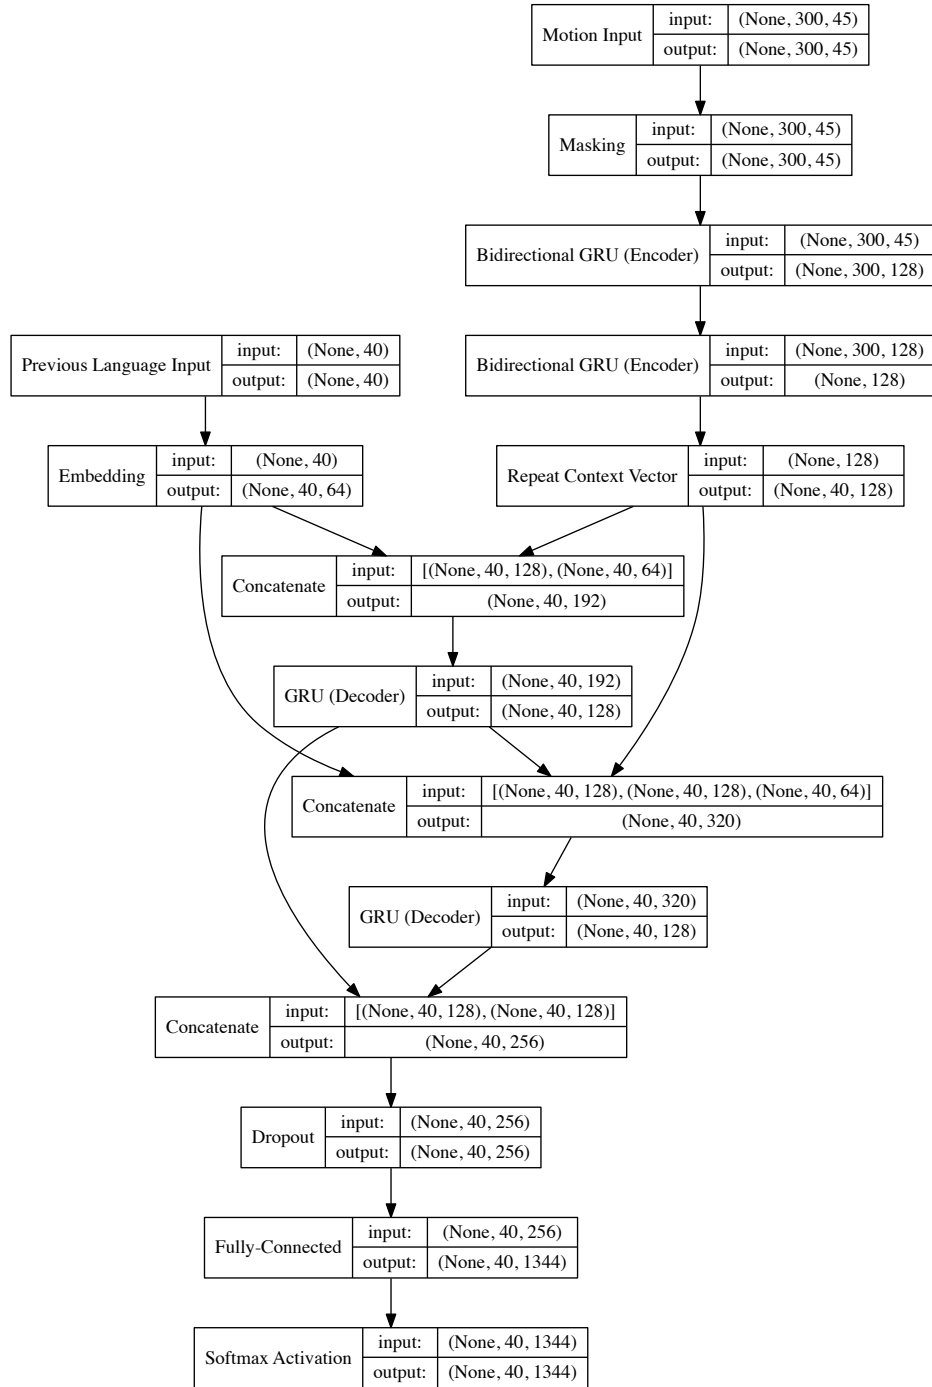 Motion Input
input: (None, 300, 45)
output: (None, 300, 45)
Masking
input: (None, 300, 45)
output: (None, 300, 45)
Bidirectional GRU (Encoder)
input: (None, 300, 45)
output: (None, 300, 128)
Previous Language Input
input: (None, 40)
output: (None, 40)
Bidirectional GRU (Encoder)
input: (None, 300, 128)
output: (None, 128)
Embedding
input: (None, 40)
output: (None, 40, 64)
Repeat Context Vector
input: (None, 128)
output: (None, 40, 128)
Concatenate
input: [(None, 40, 128), (None, 40, 64)]
output: (None, 40, 192)
GRU (Decoder)
input: (None, 40, 192)
output: (None, 40, 128)
Concatenate
input: [(None, 40, 128), (None, 40, 128), (None, 40, 64)]
output: (None, 40, 320)
GRU (Decoder)
input: (None, 40, 320)
output: (None, 40, 128)
Concatenate
input: [(None, 40, 128), (None, 40, 128)]
output: (None, 40, 256)
Dropout
input: (None, 40, 256)
output: (None, 40, 256)
Fully-Connected
input: (None, 40, 256)
output: (None, 40, 1344)
Softmax Activation
input: (None, 40, 1344)
output: (None, 40, 1344)